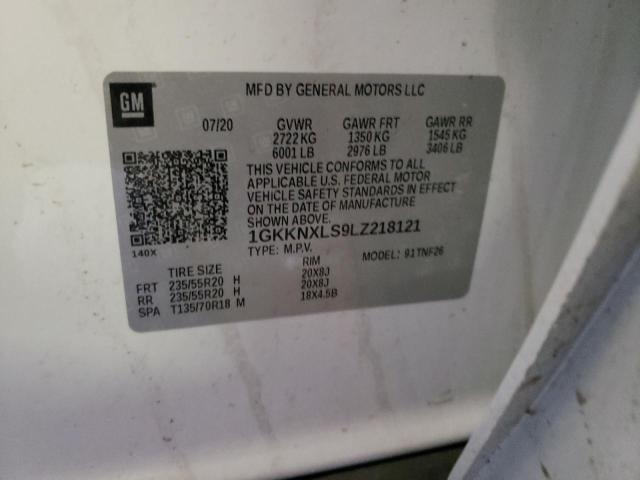 GM
MFD BY GENERAL MOTORS LLC
07/20 GVWR GAWR FRT GAWR RR
2722 KG 1350 KG 1545 KG
6001 LB 2976 LB 3406 LB
THIS VEHICLE CONFORMS TO ALL
APPLICABLE U.S. FEDERAL MOTOR
VEHICLE SAFETY STANDARDS IN EFFECT
ON THE DATE OF MANUFACTURE
SHOWN ABOVE.
140X
1GKKNXLS9LZ218121
TYPE: M.P.V. MODEL: 91TNF26
TIRE SIZE RIM
FRT 235/55R20 H 20X8J
RR 235/55R20 H 20X8J
SPA T135/70R18 M 18X4.5B